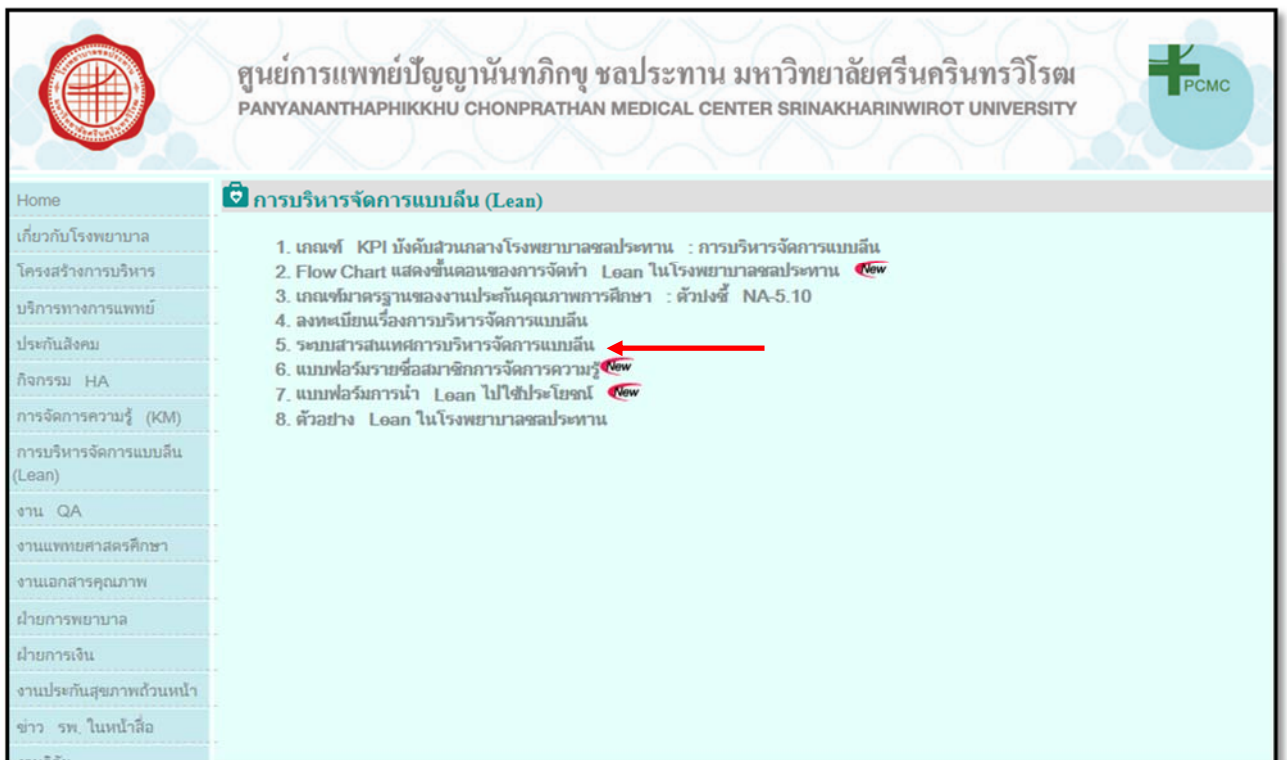 ศูนย์การแพทย์ปัญญานันทภิกขุ ชลประทาน มหาวิทยาลัยศรีนครินทรวิโรฒ
PANYANANTHAPHIKKHU CHONPRATHAN MEDICAL CENTER SRINAKHARINWIROT UNIVERSITY
PCMC
Home
เกี่ยวกับโรงพยาบาล
โครงสร้างการบริหาร
บริการทางการแพทย์
ประกันสังคม
กิจกรรม HA
การจัดการความรู้ (KM)
การบริหารจัดการแบบลีน
(Lean)
งาน QA
งานแพทยศาสตรศึกษา
งานเอกสารคุณภาพ
ฝ่ายการพยาบาล
ฝ่ายการเงิน
งานประกันสุขภาพถ้วนหน้า
ข่าว รพ. ในหน้าสื่อ
การบริหารจัดการแบบลีน (Lean)
1. เกณฑ์ KPI บังคับส่วนกลางโรงพยาบาลชลประทาน : การบริหารจัดการแบบลีน
2. Flow Chart แสดงขั้นตอนของการจัดทำ Lean ในโรงพยาบาลชลประทาน New
3. เกณฑ์มาตรฐานของงานประกันคุณภาพการศึกษา : ตัวบ่งชี้ NA-5.10
4. ลงทะเบียนเรื่องการบริหารจัดการแบบลีน
5. ระบบสารสนเทศการบริหารจัดการแบบลีน
6. แบบฟอร์มรายชื่อสมาชิกการจัดการความรู้ New
7. แบบฟอร์มการนำ Lean ไปใช้ประโยชน์ New
8. ตัวอย่าง Lean ในโรงพยาบาลชลประทาน